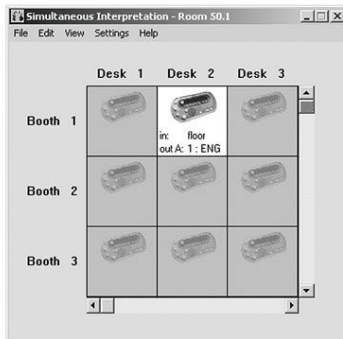 Simultaneous Interpretation - Room 50.1
File Edit View Settings Help
Desk 1 Desk 2 Desk 3
Booth 1
in: floor
out A: 1 : ENG
Booth 2
Booth 3